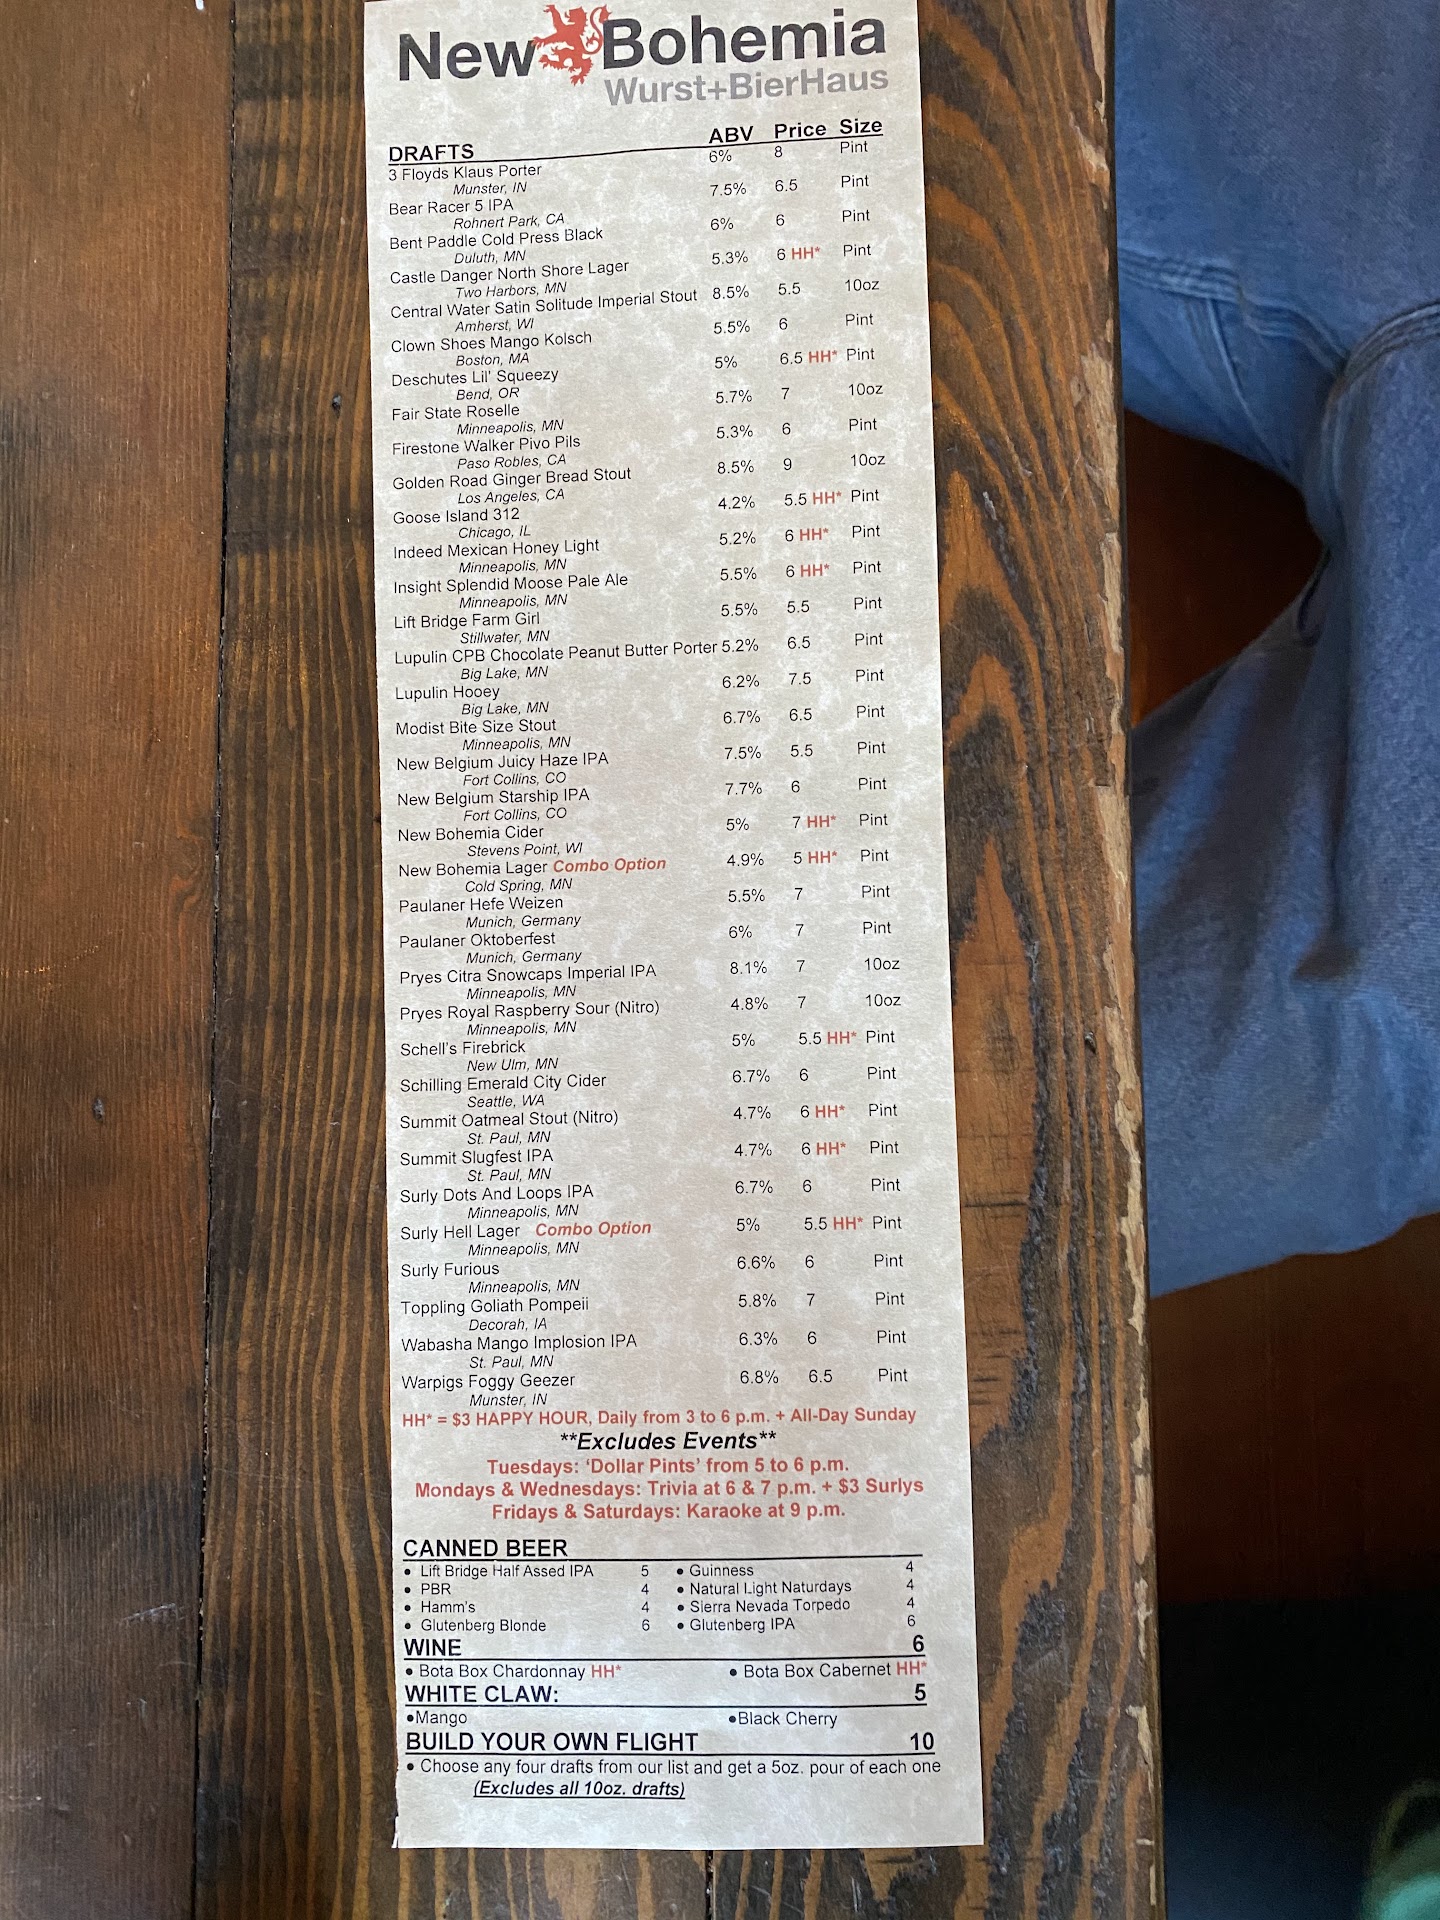 New Bohemia
Wurst+BierHaus
DRAFTS ABV Price Size
3 Floyds Klaus Porter 6% 8 Pint
Munster, IN
Bear Racer 5 IPA 7.5% 6.5 Pint
Rohnert Park, CA
Bent Paddle Cold Press Black 6% 6 Pint
Duluth, MN
Castle Danger North Shore Lager 5.3% 6 HH* Pint
Two Harbors, MN
Central Water Satin Solitude Imperial Stout 8.5% 5.5 10oz
Amherst, WI
Clown Shoes Mango Kolsch 5.5% 6 Pint
Boston, MA
Deschutes Lil' Squeezy 5% 6.5 HH* Pint
Bend, OR
Fair State Roselle 5.7% 7 10oz
Minneapolis, MN
Firestone Walker Pivo Pils 5.3% 6 Pint
Paso Robles, CA
Golden Road Ginger Bread Stout 8.5% 9 10oz
Los Angeles, CA
Goose Island 312 4.2% 5.5 HH* Pint
Chicago, IL
Indeed Mexican Honey Light 5.2% 6 HH* Pint
Minneapolis, MN
Insight Splendid Moose Pale Ale 5.5% 6 HH* Pint
Minneapolis, MN
Lift Bridge Farm Girl 5.5% 5.5 Pint
Stillwater, MN
Lupulin CPB Chocolate Peanut Butter Porter 5.2% 6.5 Pint
Big Lake, MN
Lupulin Hooey 6.2% 7.5 Pint
Big Lake, MN
Modist Bite Size Stout 6.7% 6.5 Pint
Minneapolis, MN
New Belgium Juicy Haze IPA 7.5% 5.5 Pint
Fort Collins, CO
New Belgium Starship IPA 7.7% 6 Pint
Fort Collins, CO
New Bohemia Cider 5% 7 HH* Pint
Stevens Point, WI
New Bohemia Lager Combo Option 4.9% 5 HH* Pint
Cold Spring, MN
Paulaner Hefe Weizen 5.5% 7 Pint
Munich, Germany
Paulaner Oktoberfest 6% 7 Pint
Munich, Germany
Pryes Citra Snowcaps Imperial IPA 8.1% 7 10oz
Minneapolis, MN
Pryes Royal Raspberry Sour (Nitro) 4.8% 7 10oz
Minneapolis, MN
Schell's Firebrick 5% 5.5 HH* Pint
New Ulm, MN
Schilling Emerald City Cider 6.7% 6 Pint
Seattle, WA
Summit Oatmeal Stout (Nitro) 4.7% 6 HH* Pint
St. Paul, MN
Summit Slugfest IPA 4.7% 6 HH* Pint
St. Paul, MN
Surly Dots And Loops IPA 6.7% 6 Pint
Minneapolis, MN
Surly Hell Lager Combo Option 5% 5.5 HH* Pint
Minneapolis, MN
Surly Furious 6.6% 6 Pint
Minneapolis, MN
Toppling Goliath Pompeii 5.8% 7 Pint
Decorah, IA
Wabasha Mango Implosion IPA 6.3% 6 Pint
St. Paul, MN
Warpigs Foggy Geezer 6.8% 6.5 Pint
Munster, IN
HH* = $3 HAPPY HOUR, Daily from 3 to 6 p.m. + All-Day Sunday
**Excludes Events**
Tuesdays: 'Dollar Pints' from 5 to 6 p.m.
Mondays & Wednesdays: Trivia at 6 & 7 p.m. + $3 Surlys
Fridays & Saturdays: Karaoke at 9 p.m.
CANNED BEER
• Lift Bridge Half Assed IPA 5 • Guinness 4
• PBR 4 • Natural Light Naturdays 4
• Hamm's 4 • Sierra Nevada Torpedo 4
• Glutenberg Blonde 6 • Glutenberg IPA 6
WINE 6
• Bota Box Chardonnay HH* • Bota Box Cabernet HH*
WHITE CLAW: 5
•Mango •Black Cherry
BUILD YOUR OWN FLIGHT 10
• Choose any four drafts from our list and get a 5oz. pour of each one
(Excludes all 10oz. drafts)